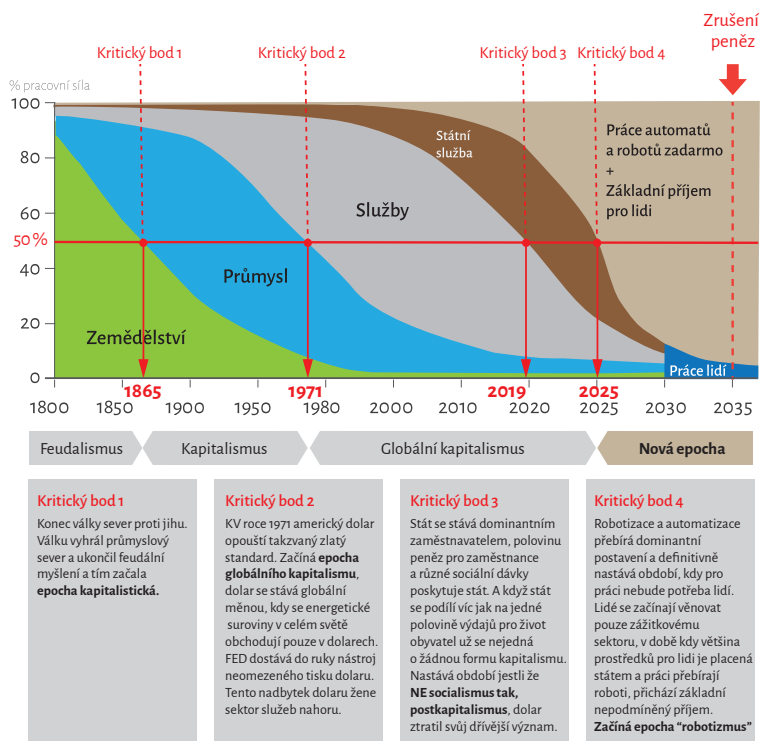 Zrušení
peněz
Kritický bod 1
Kritický bod 2
Kritický bod 3
Kritický bod 4
% pracovní síla
100
80
60
50 %
40
20
0
Státní
služba
Práce automatů
a robotů zadarmo
+
Základní příjem
pro lidi
Služby
Průmysl
Zemědělství
Práce lidí
1865
1971
2019
2025
1800
1850
1900
1950
1980
2000
2010
2020
2025
2030
2035
Feudalismus
Kapitalismus
Globální kapitalismus
Nová epocha
Kritický bod 1
Konec války sever proti jihu.
Válku vyhrál průmyslový
sever a ukončil feudální
myšlení a tím začala
epocha kapitalistická.
Kritický bod 2
KV roce 1971 americký dolar
opouští takzvaný zlatý
standard. Začíná epocha
globálního kapitalismu,
dolar se stává globální
měnou, kdy se energetické
suroviny v celém světě
obchodují pouze v dolarech.
FED dostává do ruky nástroj
neomezeného tisku dolaru.
Tento nadbytek dolaru žene
sektor služeb nahoru.
Kritický bod 3
Stát se stává dominantním
zaměstnavatelem, polovinu
peněz pro zaměstnance
a různé sociální dávky
poskytuje stát. A když stát
se podílí víc jak na jedné
polovině výdajů pro život
obyvatel už se nejedná
o žádnou formu kapitalismu.
Nastává období jestli že
NE socialismus tak,
postkapitalismus, dolar
ztratil svůj dřívější význam.
Kritický bod 4
Robotizace a automatizace
přebírá dominantní
postavení a definitivně
nastává období, kdy pro
práci nebude potřeba lidí.
Lidé se začínají věnovat
pouze zážitkovému
sektoru, v době kdy většina
prostředků pro lidi je placená
státem a práci přebírají
roboti, přichází základní
nepodmíněný příjem.
Začíná epocha “robotizmus”